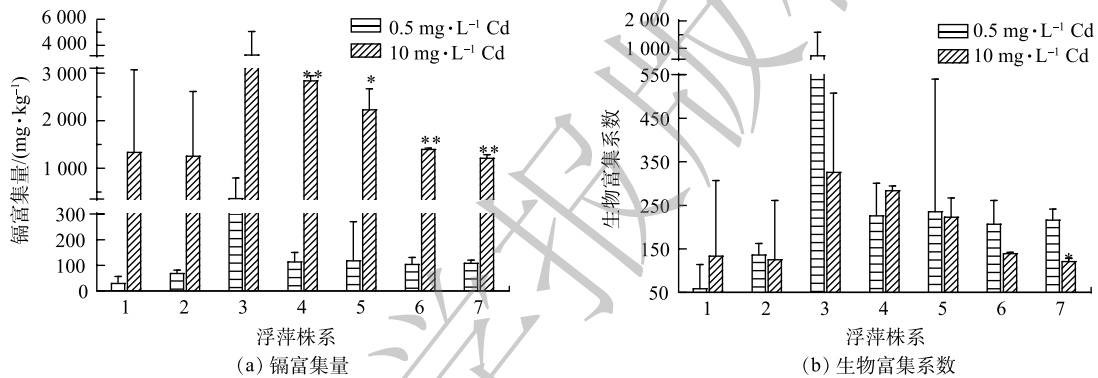 6 000
4 000
3 000
2 000
1 000
300
200
100
0
镉富集量/(mg·kg⁻¹)
0.5 mg·L⁻¹ Cd
10 mg·L⁻¹ Cd
**
*
**
**
1 2 3 4 5 6 7
浮萍株系
(a) 镉富集量
2 000
1 000
550
450
350
250
150
50
生物富集系数
0.5 mg·L⁻¹ Cd
10 mg·L⁻¹ Cd
*
1 2 3 4 5 6 7
浮萍株系
(b) 生物富集系数
学报版